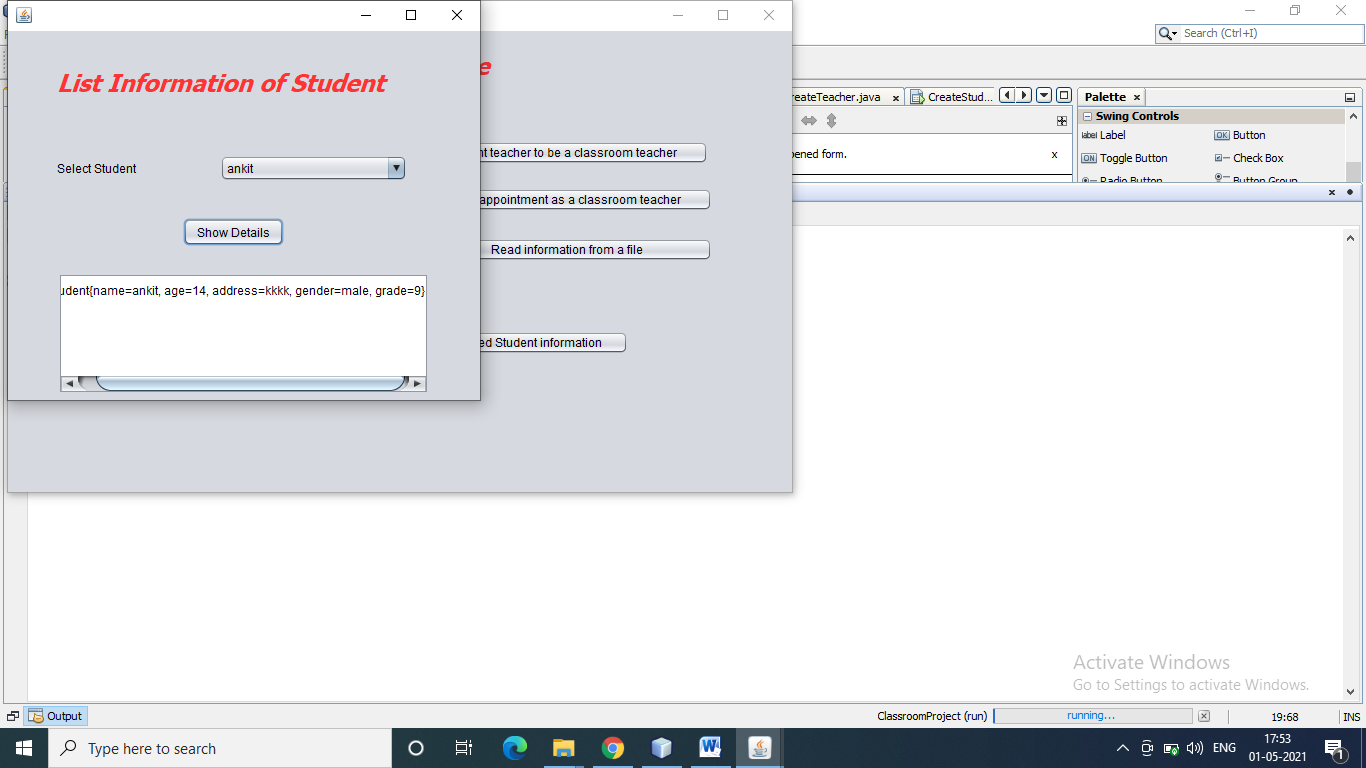 Search (Ctrl+I)
List Information of Student
e
reateTeacher.java
CreateStud...
Palette
Swing Controls
label Label
OK Button
ON Toggle Button
Check Box
Radio Button
Button Group
nt teacher to be a classroom teacher
pened form.
x
Select Student
ankit
appointment as a classroom teacher
Show Details
Read information from a file
udent{name=ankit, age=14, address=kkkk, gender=male, grade=9}
ed Student information
Activate Windows
Go to Settings to activate Windows.
Output
ClassroomProject (run)
running...
19:68
INS
Type here to search
ENG
17:53
01-05-2021
1